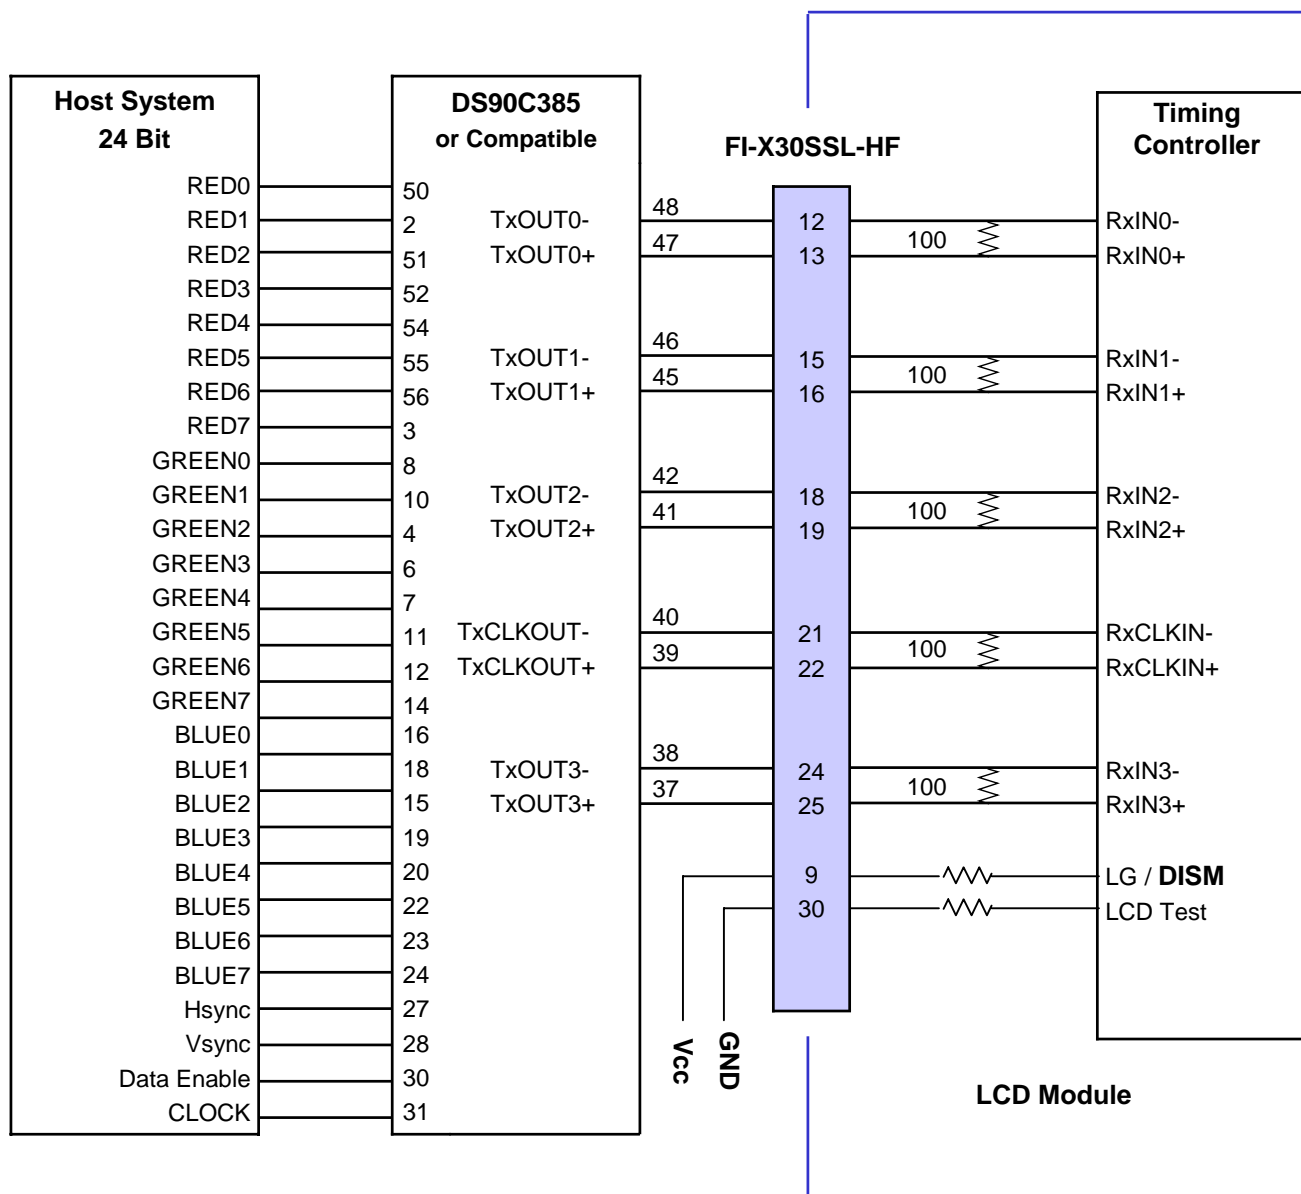 Host System
24 Bit
RED0
RED1
RED2
RED3
RED4
RED5
RED6
RED7
GREEN0
GREEN1
GREEN2
GREEN3
GREEN4
GREEN5
GREEN6
GREEN7
BLUE0
BLUE1
BLUE2
BLUE3
BLUE4
BLUE5
BLUE6
BLUE7
Hsync
Vsync
Data Enable
CLOCK
DS90C385
or Compatible
50
2
51
52
54
55
56
3
8
10
4
6
7
11
12
14
16
18
15
19
20
22
23
24
27
28
30
31
TxOUT0-
TxOUT0+
TxOUT1-
TxOUT1+
TxOUT2-
TxOUT2+
TxCLKOUT-
TxCLKOUT+
TxOUT3-
TxOUT3+
48
47
46
45
42
41
40
39
38
37
Vcc
GND
FI-X30SSL-HF
12
13
15
16
18
19
21
22
24
25
9
30
100
100
100
100
100
Timing
Controller
RxIN0-
RxIN0+
RxIN1-
RxIN1+
RxIN2-
RxIN2+
RxCLKIN-
RxCLKIN+
RxIN3-
RxIN3+
LG / DISM
LCD Test
LCD Module